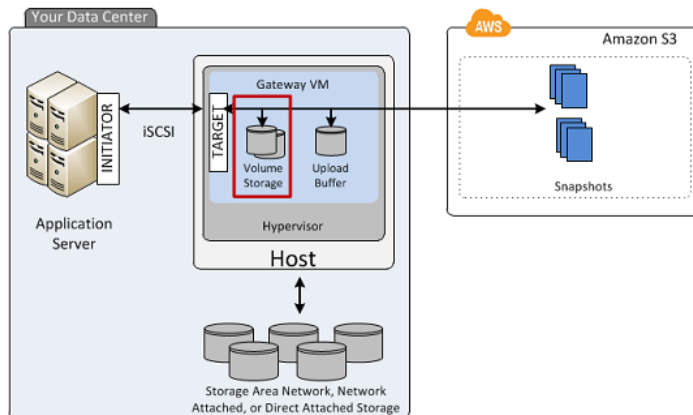 Your Data Center
AWS
Amazon S3
Gateway VM
INITIATOR
iSCSI
TARGET
Volume
Storage
Upload
Buffer
Snapshots
Application
Server
Hypervisor
Host
Storage Area Network, Network
Attached, or Direct Attached Storage